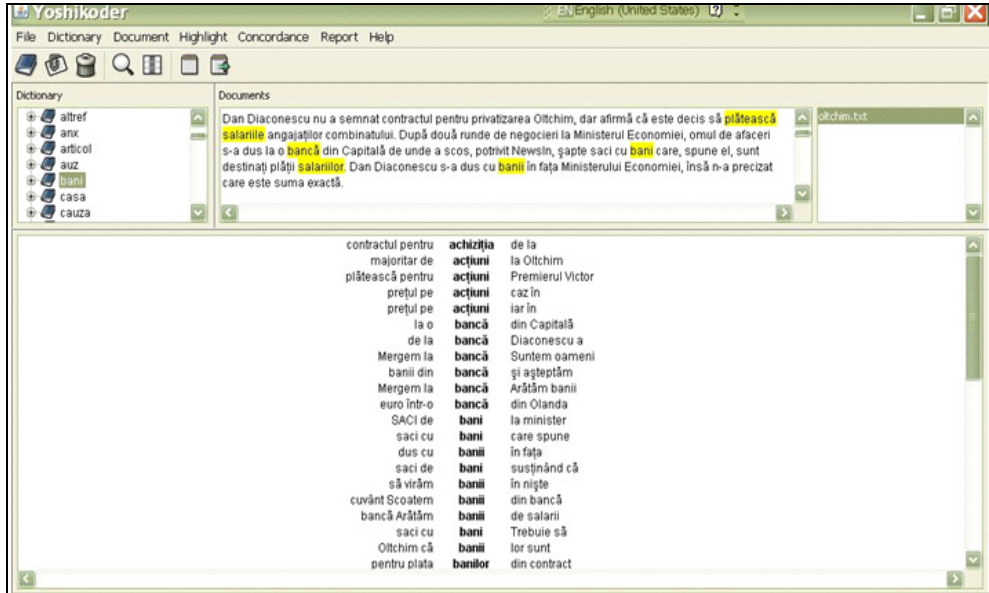 Yoshikoder
EN English (United States)
File Dictionary Document Highlight Concordance Report Help
Dictionary
Documents
altref
anx
articol
auz
bani
casa
cauza
Dan Diaconescu nu a semnat contractul pentru privatizarea Oltchim, dar afirmă că este decis să plătească
salariile angajaților combinatului. După două runde de negocieri la Ministerul Economiei, omul de afaceri
s-a dus la o bancă din Capitală de unde a scos, potrivit NewsIn, șapte saci cu bani care, spune el, sunt
destinați plății salariilor. Dan Diaconescu s-a dus cu banii în fața Ministerului Economiei, însă n-a precizat
care este suma exactă.
oltchim.txt
contractul pentru achiziția de la
majoritar de acțiuni la Oltchim
plătească pentru acțiuni Premierul Victor
prețul pe acțiuni caz în
prețul pe acțiuni iar în
la o bancă din Capitală
de la bancă Diaconescu a
Mergem la bancă Suntem oameni
banii din bancă și așteptăm
Mergem la bancă Arătăm banii
euro într-o bancă din Olanda
SACI de bani la minister
saci cu bani care spune
dus cu banii în fața
saci de bani susținând că
să virăm banii în niște
cuvânt Scoatem banii din bancă
bancă Arătăm banii de salarii
saci cu bani Trebuie să
Oltchim că banii lor sunt
pentru plata banilor din contract